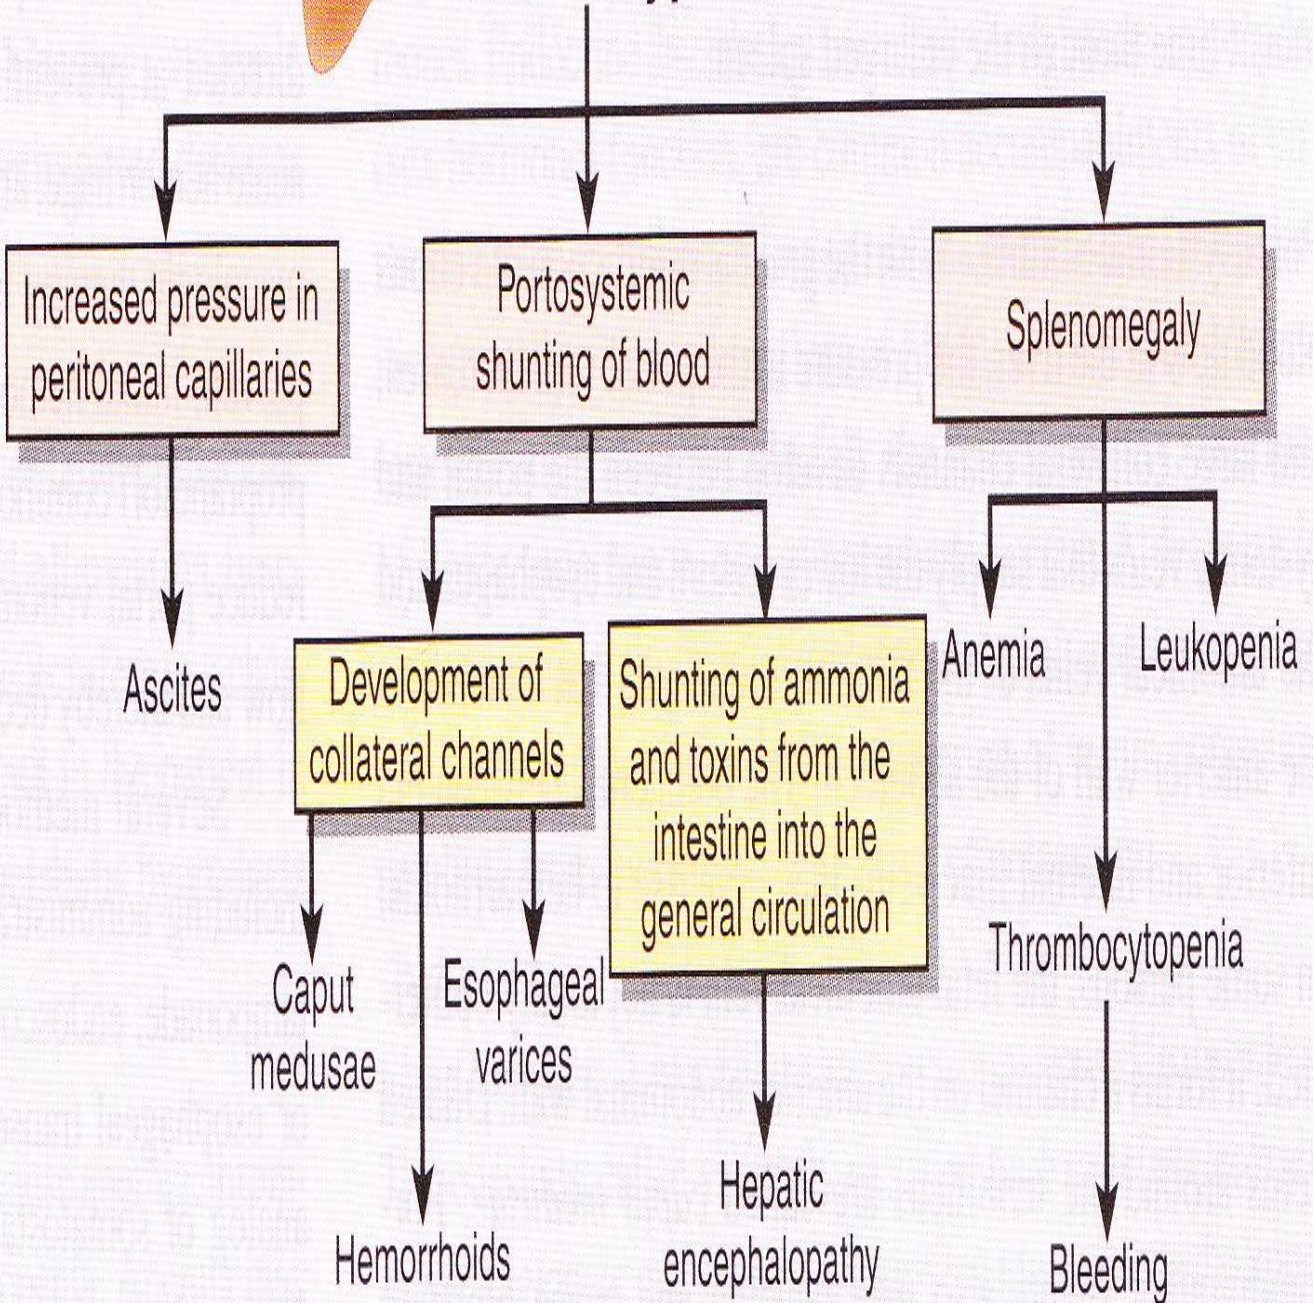 Increased pressure in
peritoneal capillaries
Portosystemic
shunting of blood
Splenomegaly
Ascites
Development of
collateral channels
Shunting of ammonia
and toxins from the
intestine into the
general circulation
Anemia
Leukopenia
Caput
medusae
Esophageal
varices
Thrombocytopenia
Hemorrhoids
Hepatic
encephalopathy
Bleeding